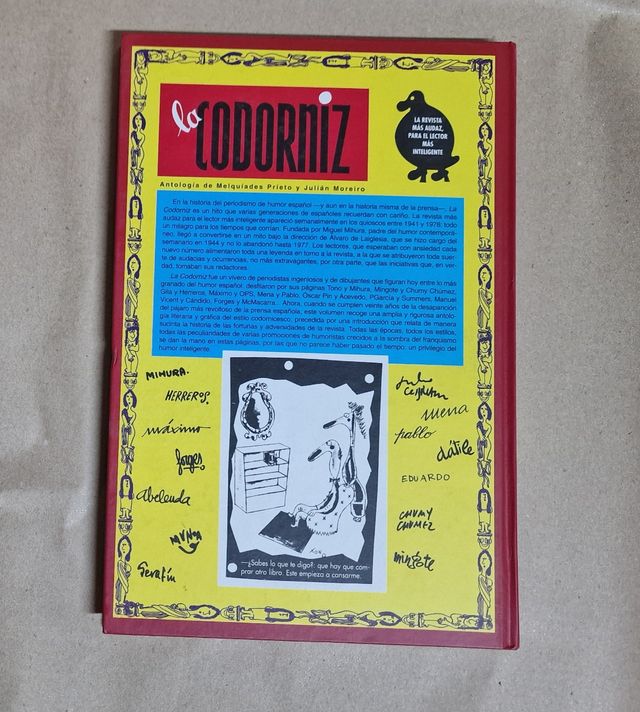 la CODORNIZ
LA REVISTA
MÁS AUDAZ,
PARA EL LECTOR
MÁS
INTELIGENTE
Antología de Melquíades Prieto y Julián Moreiro
En la historia del periodismo de humor español —y aun en la historia misma de la prensa—, La
Codorniz es un hito que varias generaciones de españoles recuerdan con cariño. La revista más
audaz para el lector más inteligente apareció semanalmente en los quioscos entre 1941 y 1978; todo
un milagro para los tiempos que corrían. Fundada por Miguel Mihura, padre del humor contemporá-
neo, llegó a convertirse en un mito bajo la dirección de Álvaro de Laiglesia, que se hizo cargo del
semanario en 1944 y no lo abandonó hasta 1977. Los lectores, que esperaban con ansiedad cada
nuevo número alimentaron toda una leyenda en torno a la revista, a la que se atribuyeron toda suer-
te de audacias y ocurrencias, no más extravagantes, por otra parte, que las iniciativas que, en ver-
dad, tomaban sus redactores.
La Codorniz fue un vivero de periodistas ingeniosos y de dibujantes que figuran hoy entre lo más
granado del humor español. desfilaron por sus páginas Tono y Mihura, Mingote y Chumy Chúmez,
Gila y Herreros, Máximo y OPS, Mena y Pablo, Óscar Pin y Acevedo, PGarcía y Summers, Manuel
Vicent y Cándido, Forges y McMacarra. Ahora, cuando se cumplen veinte años de la desaparición
del pájaro más revoltoso de la prensa española, este volumen recoge una amplia y rigurosa antolo-
gía literaria y gráfica del estilo codornicesco, precedida por una introducción que relata de manera
sucinta la historia de las fortunas y adversidades de la revista. Todas las épocas, todos los estilos,
todas las peculiaridades de varias promociones de humoristas crecidos a la sombra del franquismo
se dan la mano en estas páginas, por las que no parece haber pasado el tiempo: un privilegio del
humor inteligente.
MIHURA.
HERREROS.
máximo
forges
Abelenda
MUNOA
Serafín
mena
pablo
dátile
EDUARDO
CHUMY
CHUMEZ
mingote
—¿Sabes lo que te digo?: que hay que com-
prar otro libro. Este empieza a cansarme.